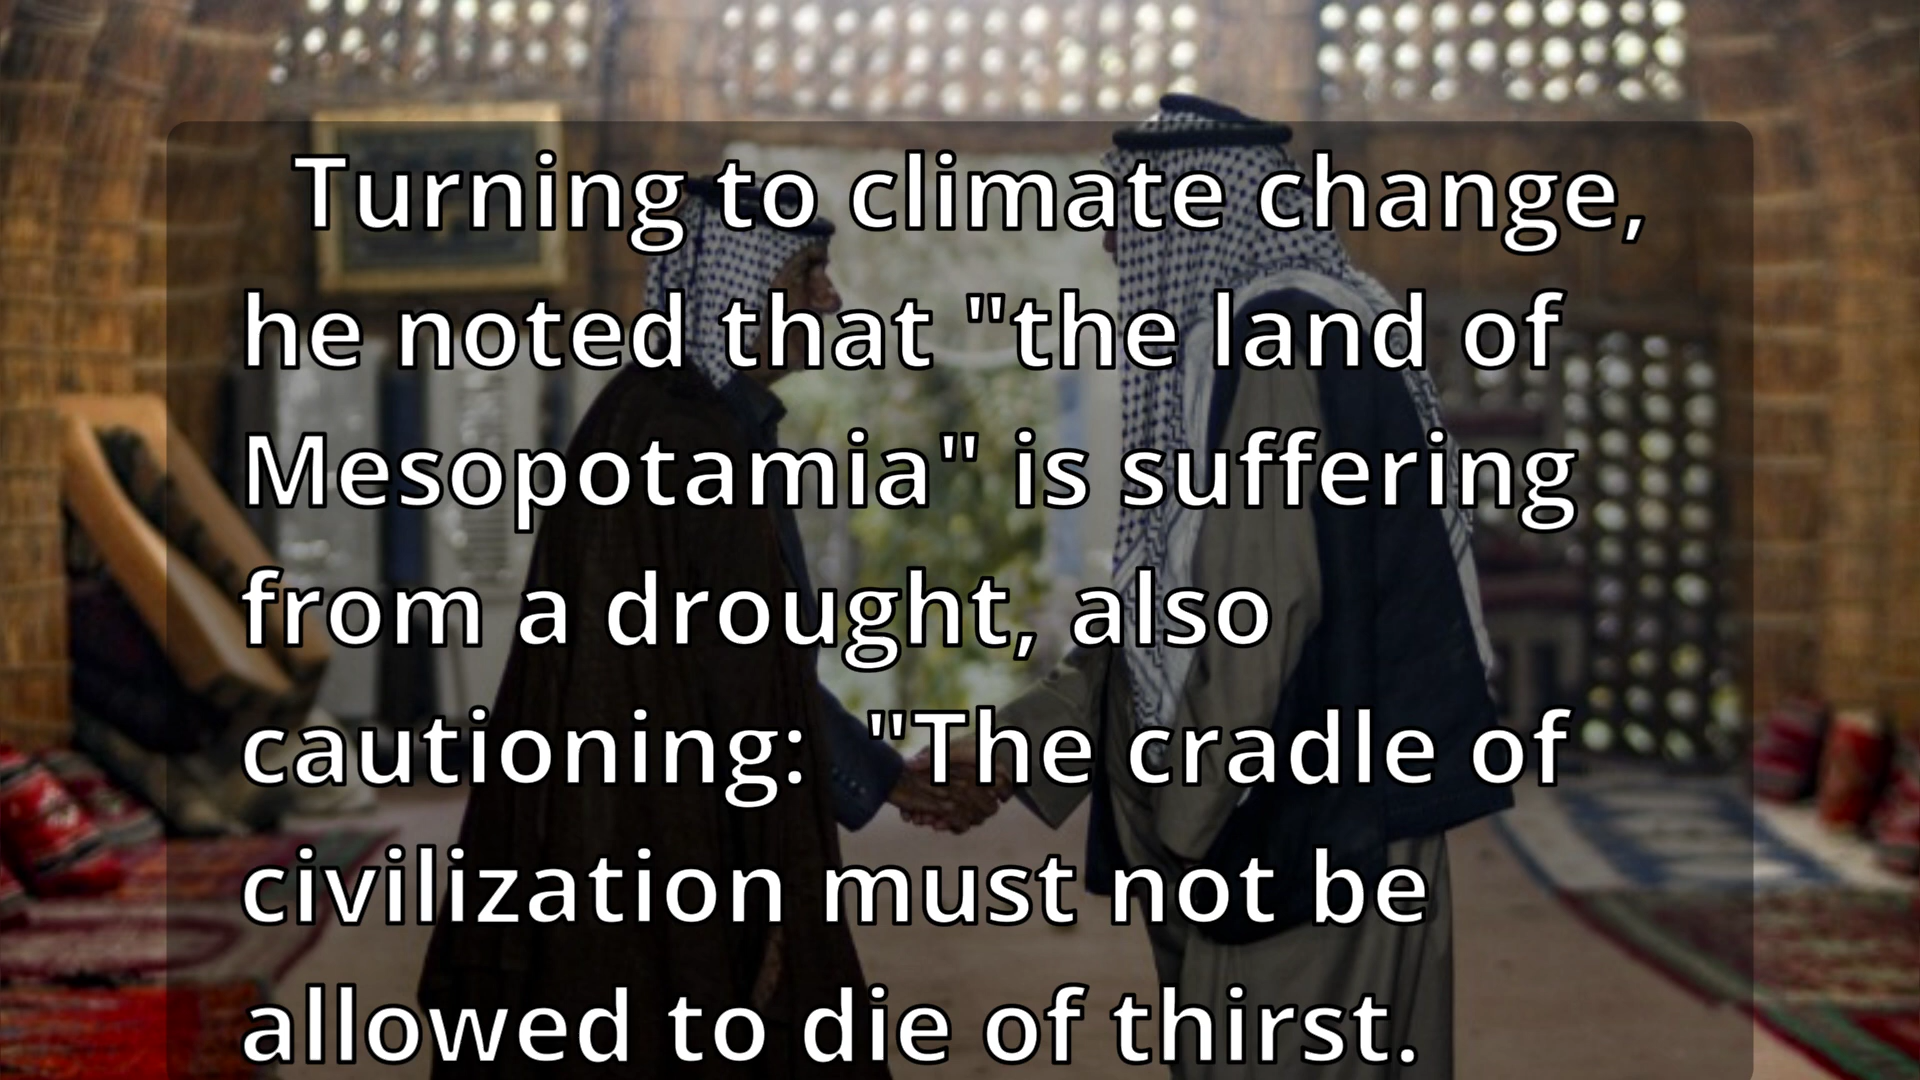 Turning to climate change,
he noted that "the land of
Mesopotamia" is suffering
from a drought, also
cautioning:  "The cradle of
civilization must not be
allowed to die of thirst.